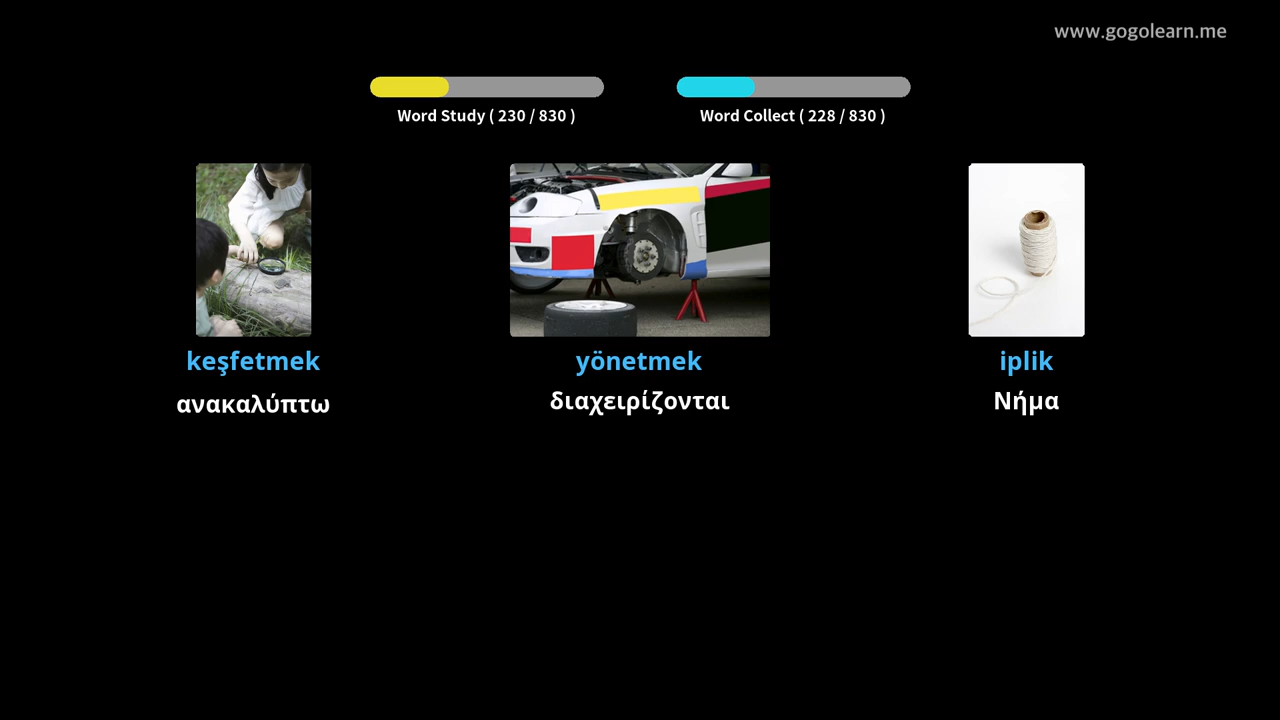 www.gogolearn.me
Word Study ( 230 / 830 )
Word Collect ( 228 / 830 )
keşfetmek
ανακαλύπτω
yönetmek
διαχειρίζονται
iplik
Νήμα